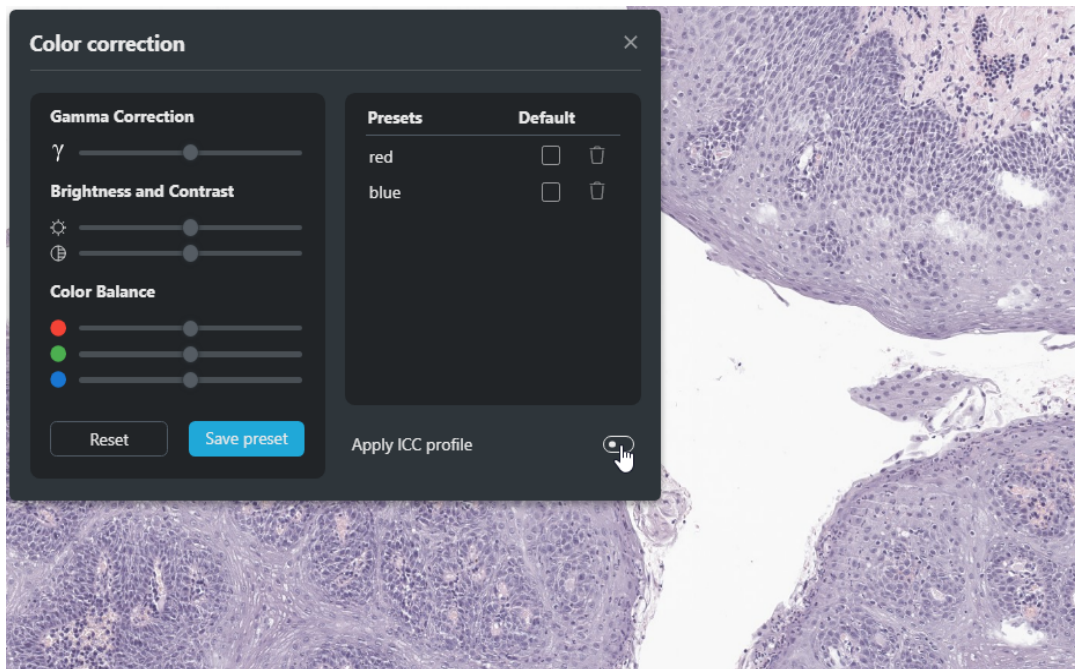 Color correction
Gamma Correction
γ
Brightness and Contrast
Color Balance
Reset
Save preset
Presets Default
red
blue
Apply ICC profile